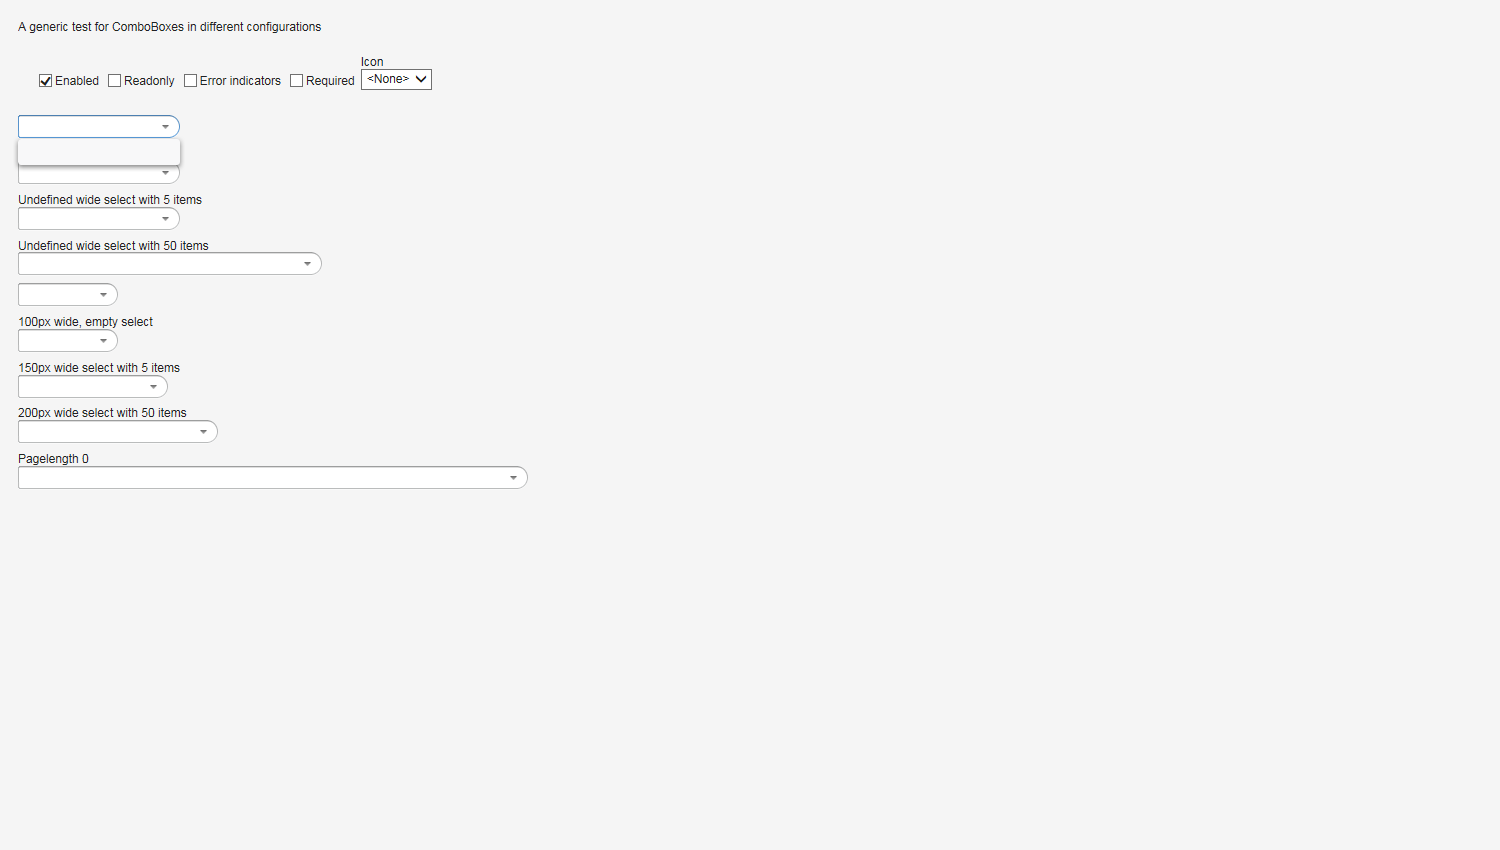 A generic test for ComboBoxes in different configurations
Icon
Enabled Readonly Error indicators Required <None>
Undefined wide select with 5 items
Undefined wide select with 50 items
100px wide, empty select
150px wide select with 5 items
200px wide select with 50 items
Pagelength 0